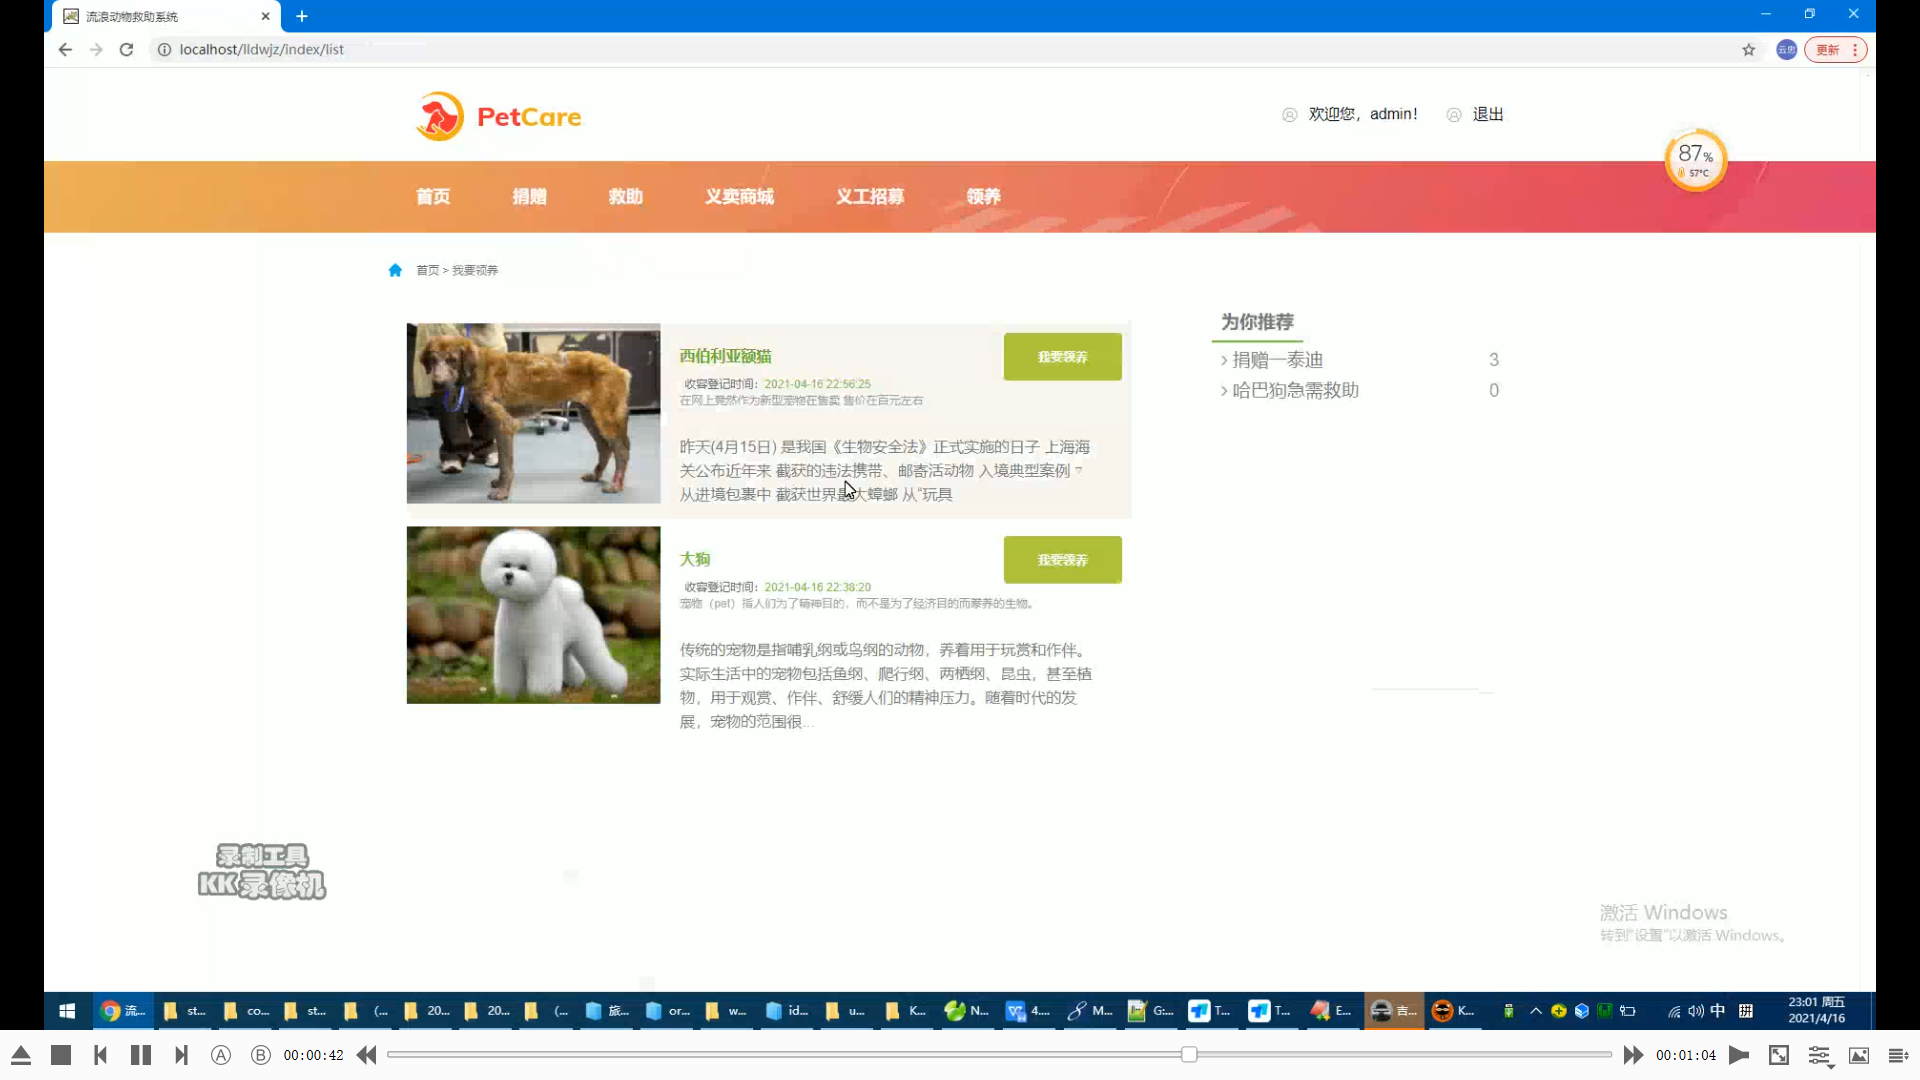 流浪动物救助系统
localhost/lldwjz/index/list
更新
PetCare
欢迎您，admin!
退出
87%
57°C
首页
捐赠
救助
义卖商城
义工招募
领养
首页 > 我要领养
西伯利亚额猫
我要领养
收容登记时间：2021-04-16 22:56:25
在网上竟然作为新型宠物在售卖 售价在百元左右
昨天(4月15日) 是我国《生物安全法》正式实施的日子 上海海
关公布近年来 截获的违法携带、邮寄活动物 入境典型案例
从进境包裹中 截获世界最大蟑螂 从“玩具
大狗
我要领养
收容登记时间：2021-04-16 22:38:20
宠物（pet）指人们为了精神目的，而不是为了经济目的而豢养的生物。
传统的宠物是指哺乳纲或鸟纲的动物，养着用于玩赏和作伴。
实际生活中的宠物包括鱼纲、爬行纲、两栖纲、昆虫，甚至植
物，用于观赏、作伴、舒缓人们的精神压力。随着时代的发
展，宠物的范围很...
为你推荐
› 捐赠一泰迪 3
› 哈巴狗急需救助 0
录制工具
KK录像机
激活 Windows
转到“设置”以激活 Windows。
流... st... co... st... (... 20... 20... (... 旅... or... w... id... u... K... N... 4.... M... G:... T... T... E... 吉... K... 中
23:01 周五
2021/4/16
A B 00:00:42 00:01:04